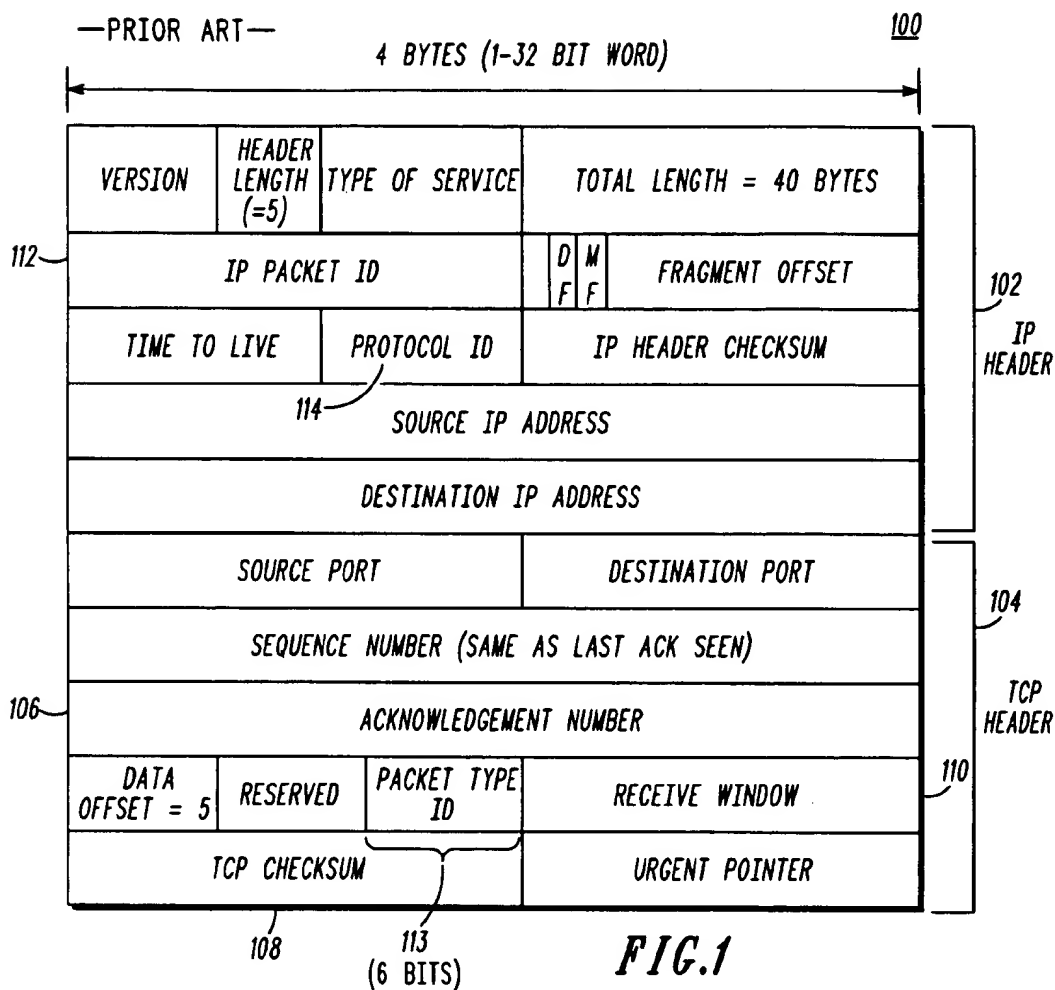 —PRIOR ART—
100
4 BYTES (1-32 BIT WORD)
VERSION
HEADER
LENGTH
(=5)
TYPE OF SERVICE
TOTAL LENGTH = 40 BYTES
112
IP PACKET ID
D
F
M
F
FRAGMENT OFFSET
102
IP
HEADER
TIME TO LIVE
PROTOCOL ID
IP HEADER CHECKSUM
114
SOURCE IP ADDRESS
DESTINATION IP ADDRESS
SOURCE PORT
DESTINATION PORT
104
SEQUENCE NUMBER (SAME AS LAST ACK SEEN)
TCP
HEADER
106
ACKNOWLEDGEMENT NUMBER
DATA
OFFSET = 5
RESERVED
PACKET TYPE
ID
RECEIVE WINDOW
110
TCP CHECKSUM
URGENT POINTER
108
113
(6 BITS)
FIG.1